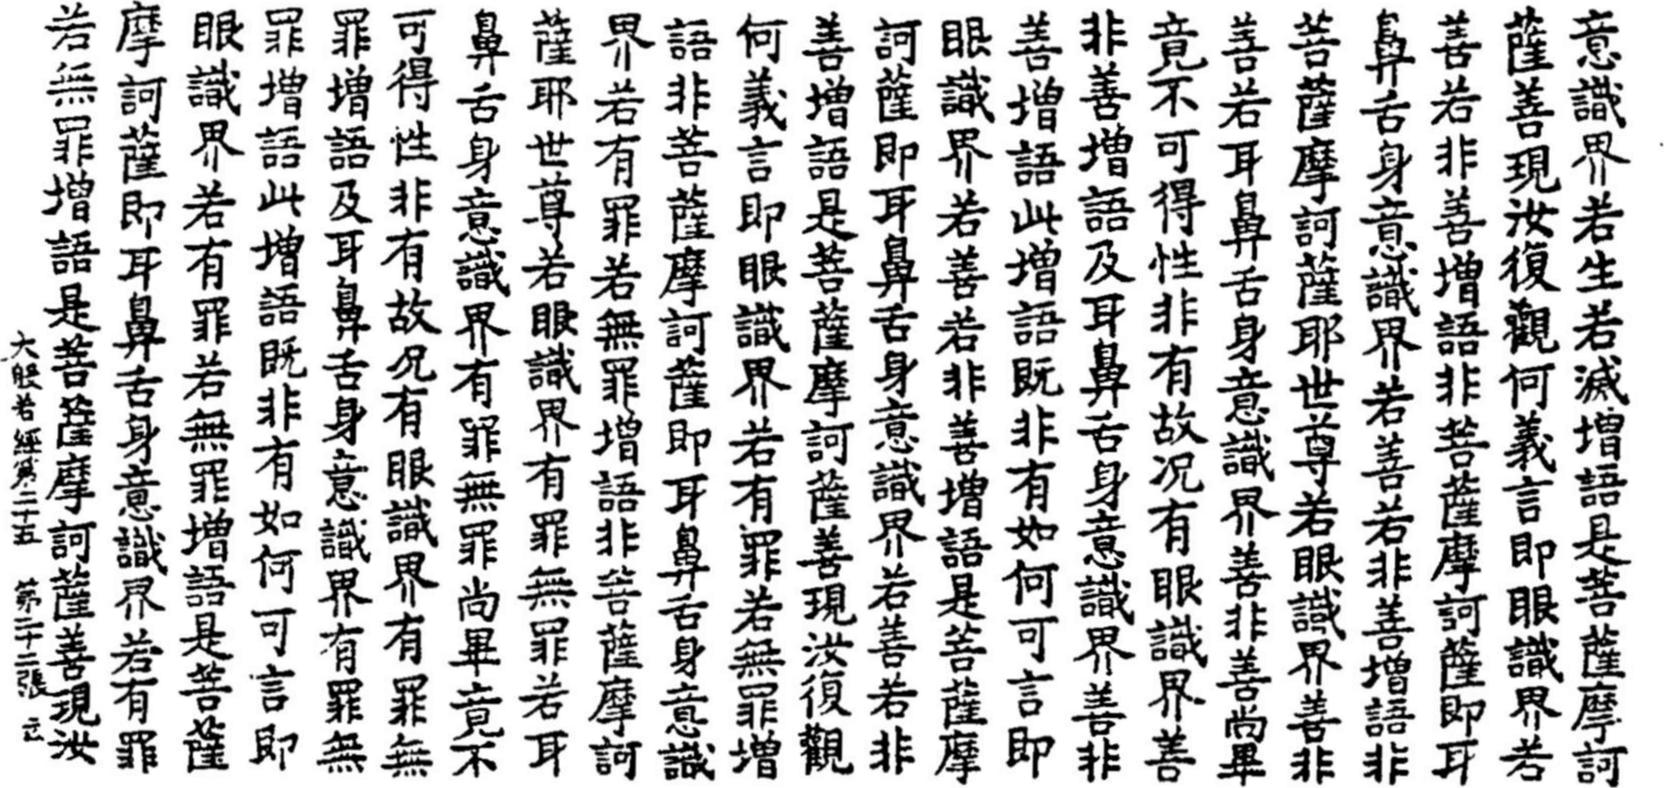 意識界若生若滅增語是菩薩摩訶
薩善現汝復觀何義言即眼識界若
善若非善增語非菩薩摩訶薩即耳
鼻舌身意識界若善若非善增語非
菩薩摩訶薩耶世尊若眼識界善非
善若耳鼻舌身意識界善非善尚畢
竟不可得性非有故況有眼識界善
非善增語及耳鼻舌身意識界善非
善增語此增語既非有如何可言即
眼識界若善若非善增語是菩薩摩
訶薩即耳鼻舌身意識界若善若非
善增語是菩薩摩訶薩善現汝復觀
何義言即眼識界若有罪若無罪增
語非菩薩摩訶薩即耳鼻舌身意識
界若有罪若無罪增語非菩薩摩訶
薩耶世尊若眼識界有罪無罪若耳
鼻舌身意識界有罪無罪尚畢竟不
可得性非有故況有眼識界有罪無
罪增語及耳鼻舌身意識界有罪無
罪增語此增語既非有如何可言即
眼識界若有罪若無罪增語是菩薩
摩訶薩即耳鼻舌身意識界若有罪
若無罪增語是菩薩摩訶薩善現汝
大般若經第二十五 第二十二張